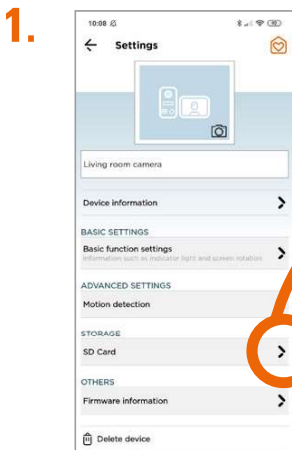 1.
10:08
Settings
Living room camera
Device information
BASIC SETTINGS
Basic function settings
Information such as indicator light and screen rotation
ADVANCED SETTINGS
Motion detection
STORAGE
SD Card
OTHERS
Firmware information
Delete device